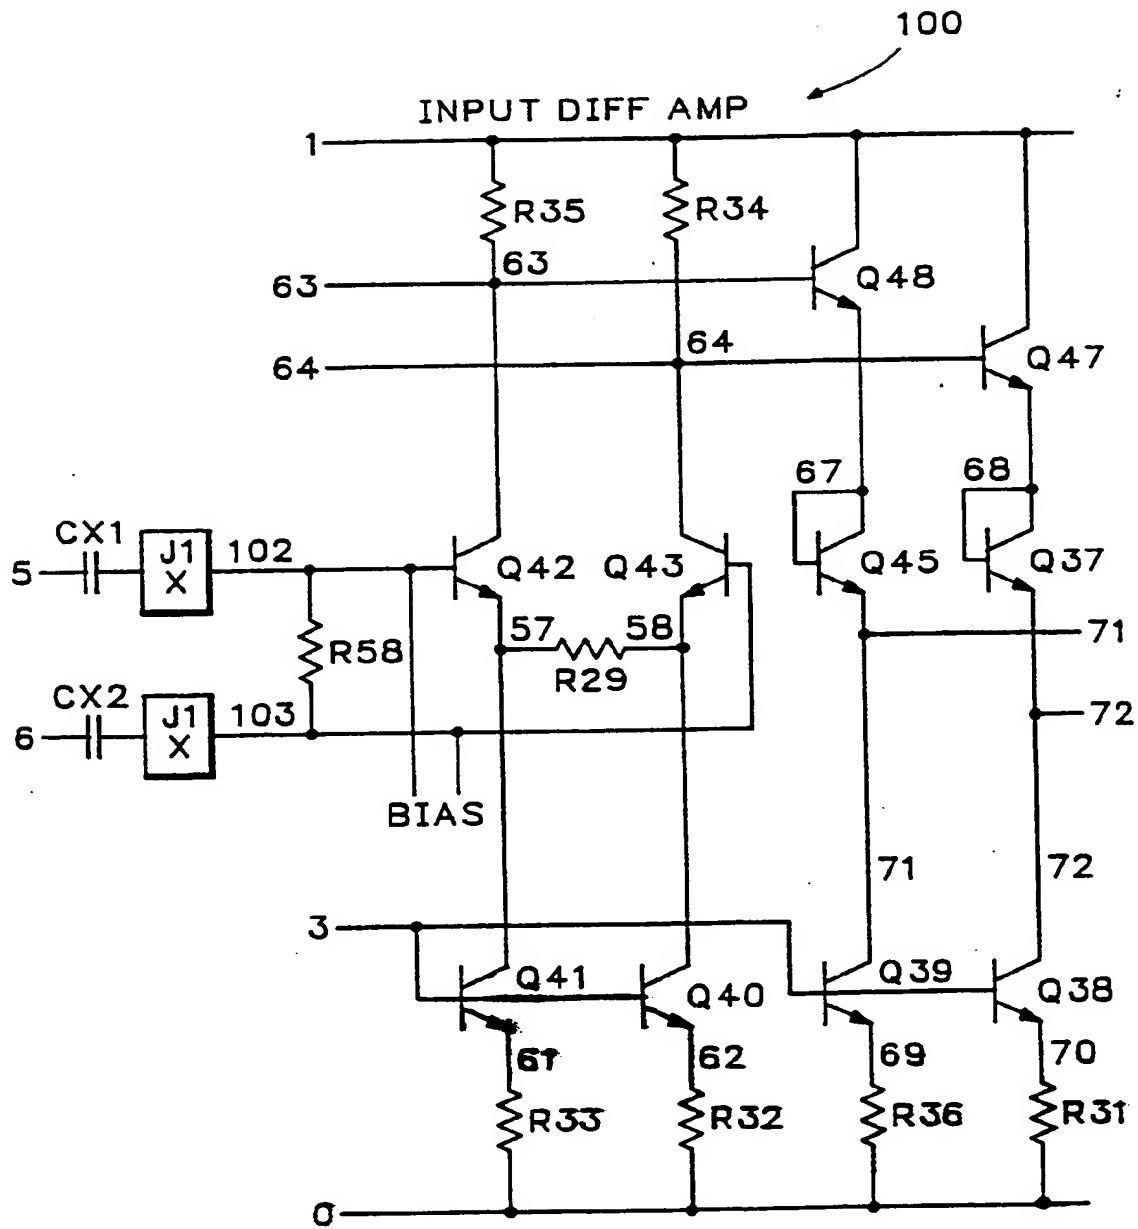 100
INPUT DIFF AMP
1
R35
R34
63
63
Q48
64
64
Q47
67
68
CX1
J1
X
102
5
Q42
Q43
Q45
Q37
R58
57
58
R29
71
72
CX2
J1
X
103
6
BIAS
71
72
3
Q41
Q40
Q39
Q38
61
62
69
70
R33
R32
R36
R31
0